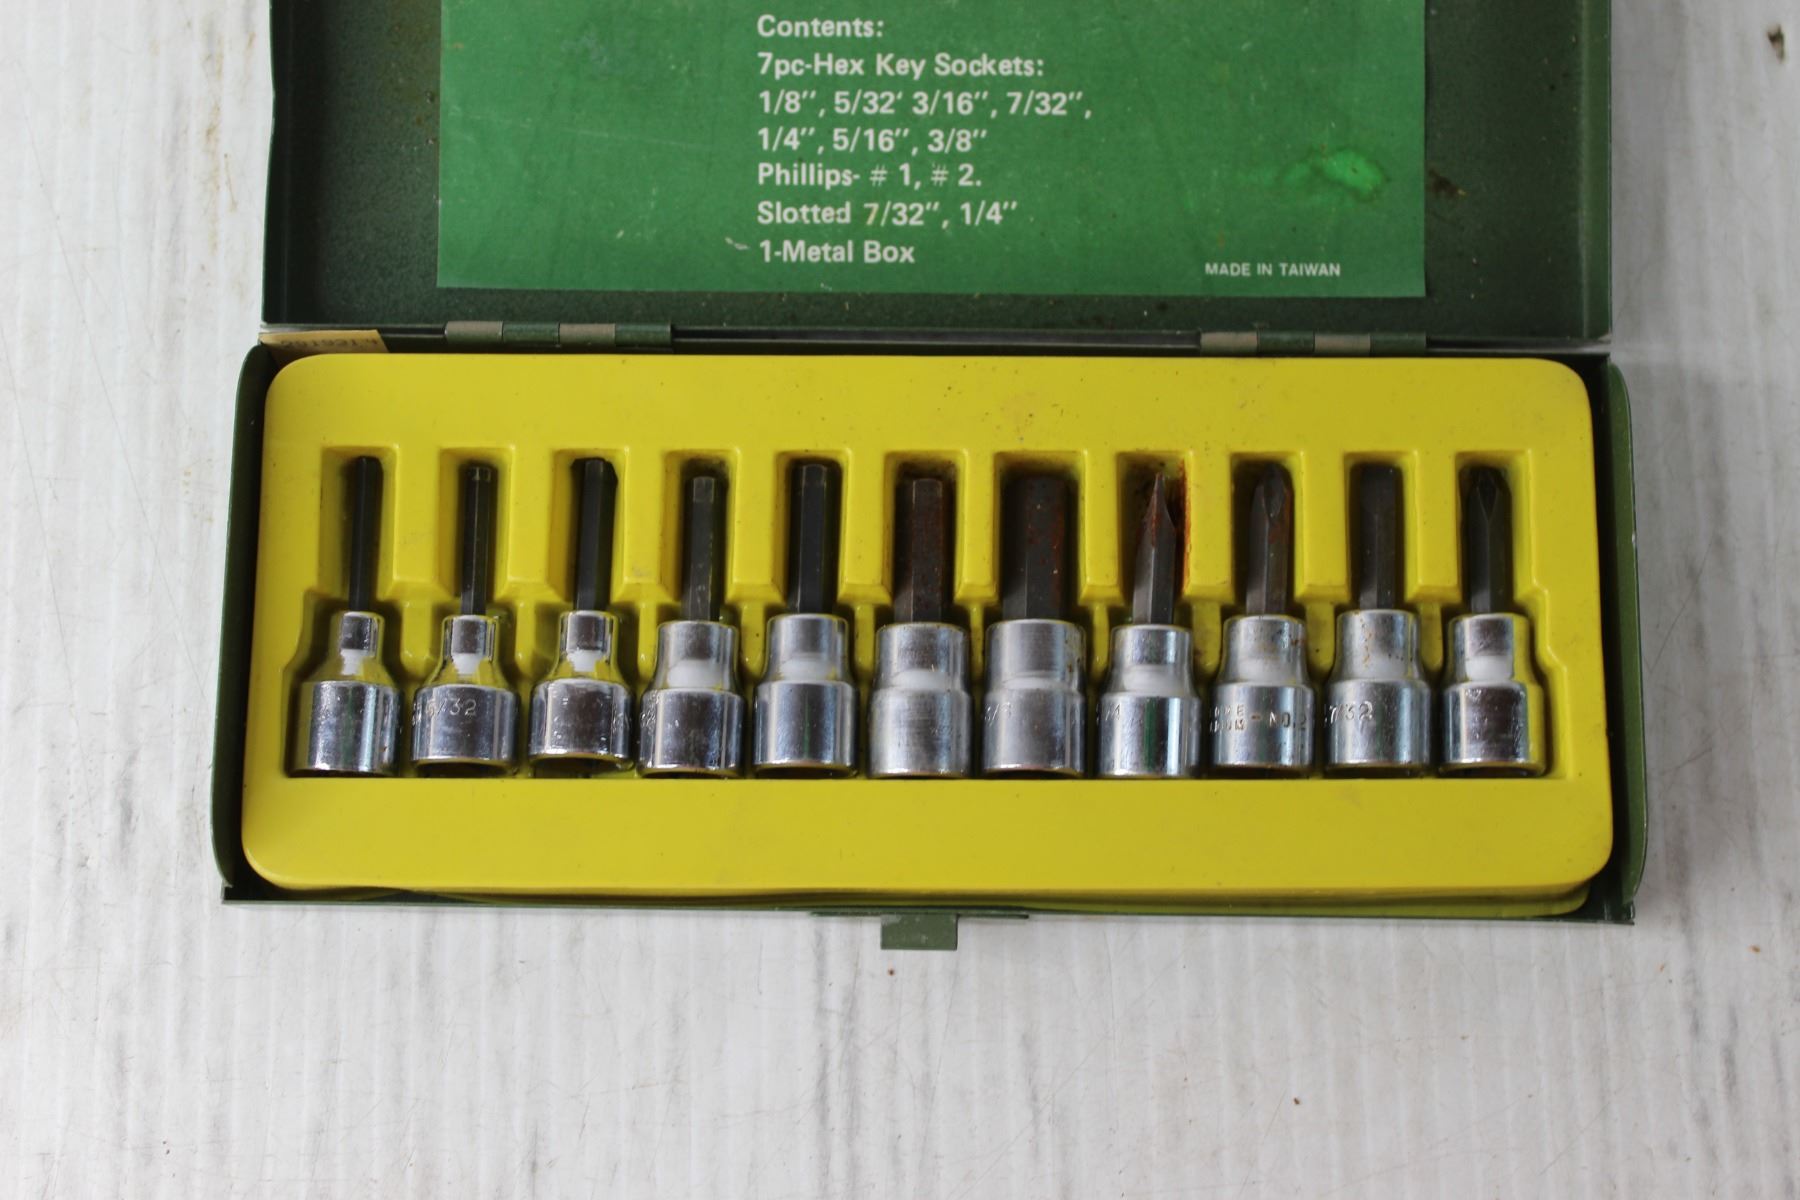 Contents:
7pc-Hex Key Sockets:
1/8", 5/32' 3/16", 7/32",
1/4", 5/16", 3/8"
Phillips- # 1, # 2.
Slotted 7/32", 1/4"
1-Metal Box
MADE IN TAIWAN
5/32
NO.2
7/32